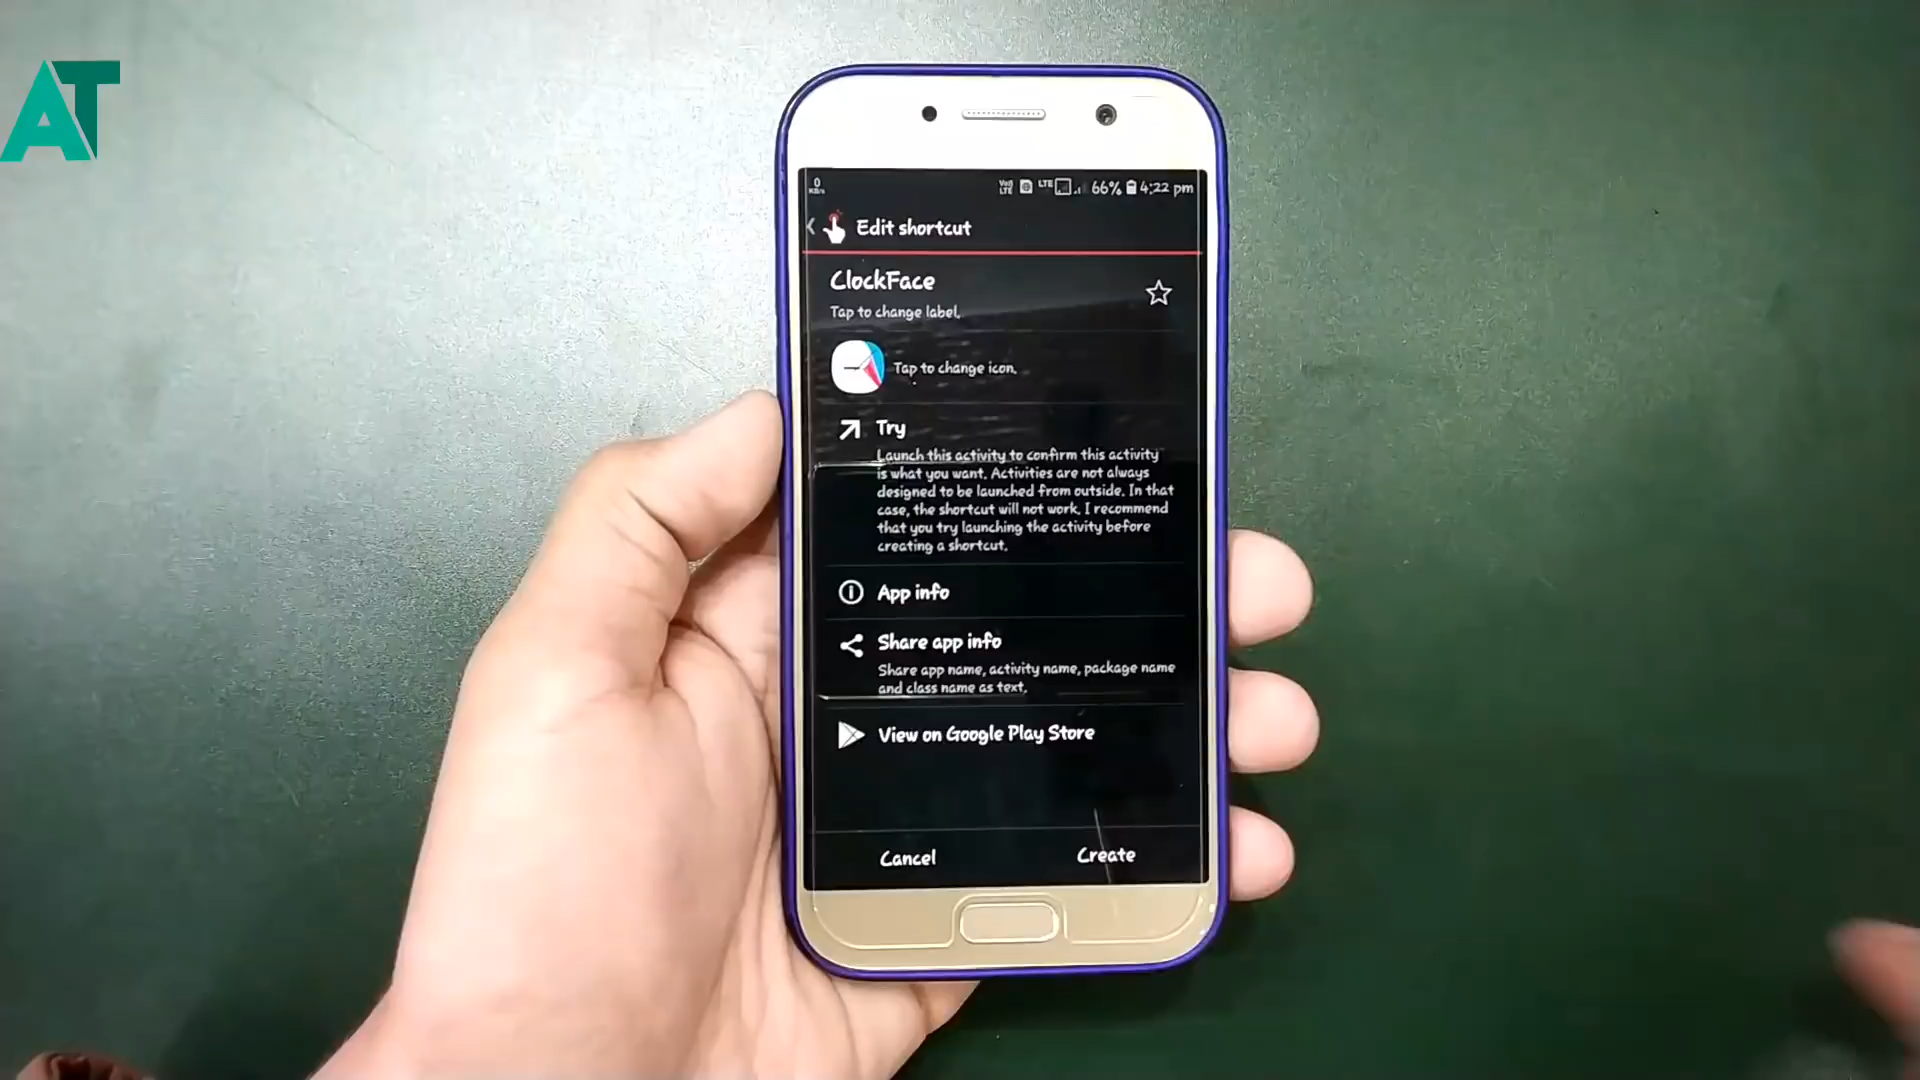 AT
0
KB/s
VoLTE LTE 66% 4:22 pm
Edit shortcut
ClockFace
Tap to change label.
Tap to change icon.
Try
Launch this activity to confirm this activity
is what you want. Activities are not always
designed to be launched from outside. In that
case, the shortcut will not work. I recommend
that you try launching the activity before
creating a shortcut.
App info
Share app info
Share app name, activity name, package name
and class name as text.
View on Google Play Store
Cancel
Create